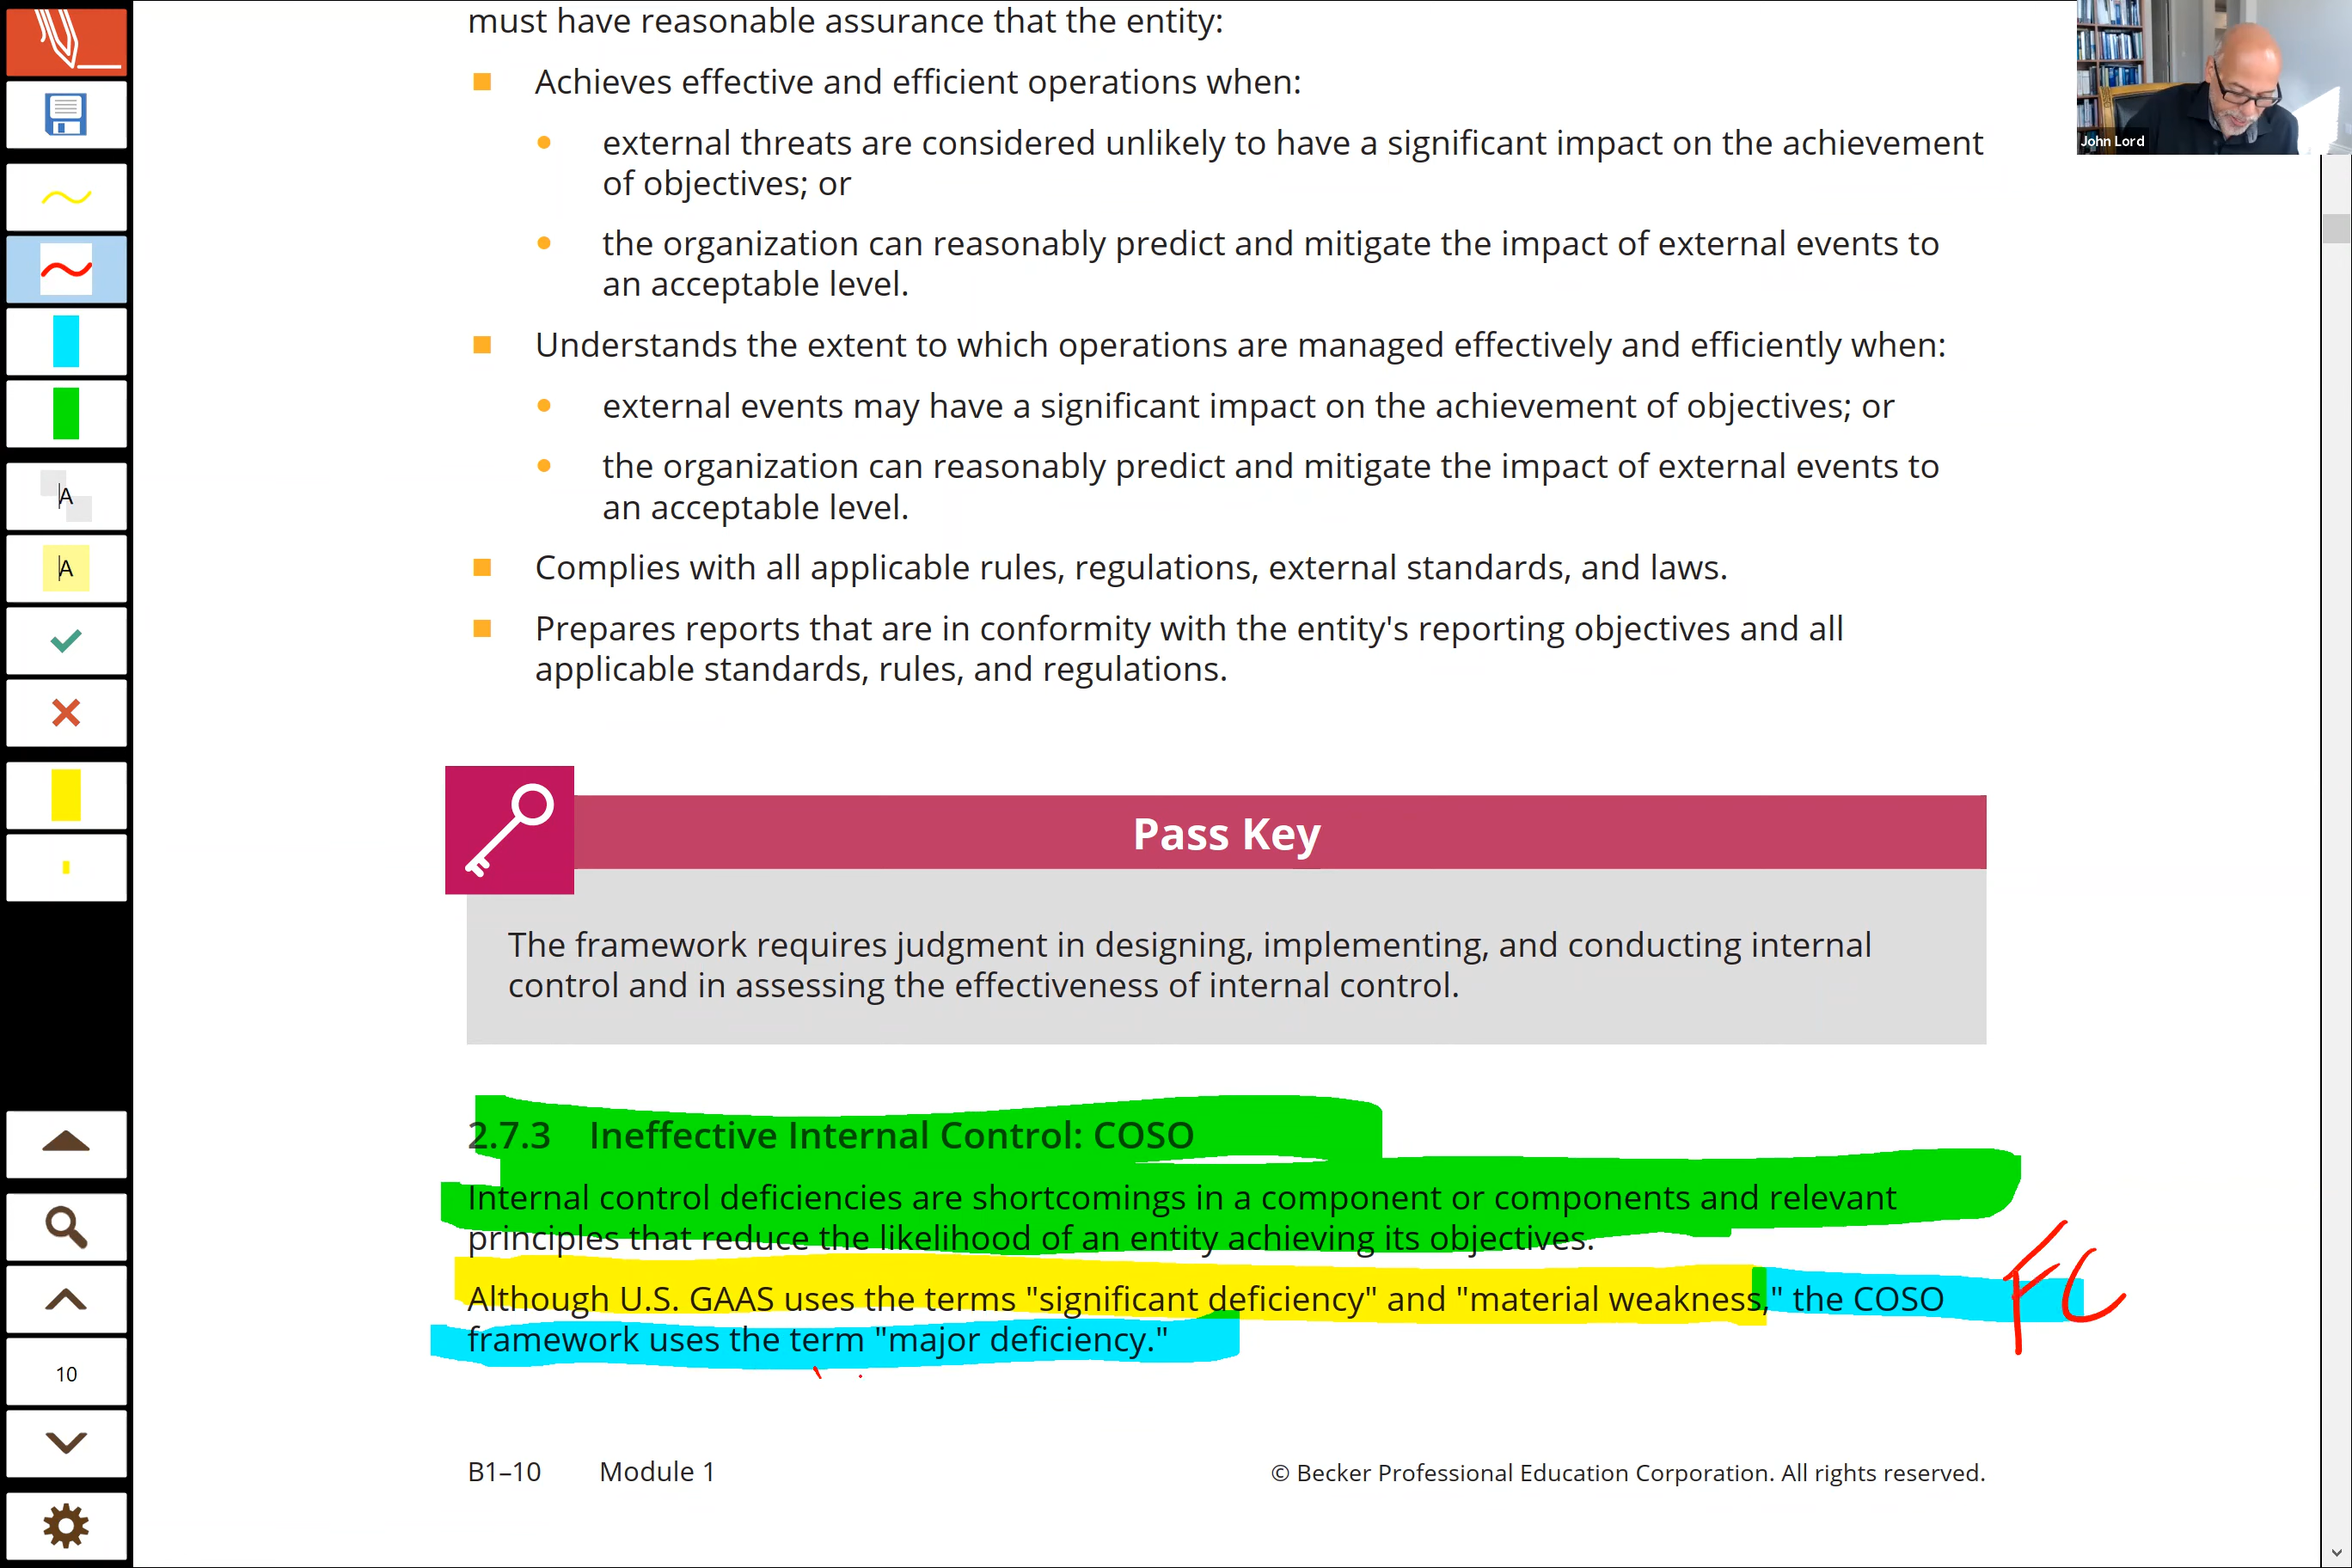 must have reasonable assurance that the entity:
John Lord
Achieves effective and efficient operations when:
external threats are considered unlikely to have a significant impact on the achievement
of objectives; or
the organization can reasonably predict and mitigate the impact of external events to
an acceptable level.
Understands the extent to which operations are managed effectively and efficiently when:
external events may have a significant impact on the achievement of objectives; or
the organization can reasonably predict and mitigate the impact of external events to
an acceptable level.
A
A
Complies with all applicable rules, regulations, external standards, and laws.
Prepares reports that are in conformity with the entity's reporting objectives and all
applicable standards, rules, and regulations.
Pass Key
The framework requires judgment in designing, implementing, and conducting internal
control and in assessing the effectiveness of internal control.
2.7.3 Ineffective Internal Control: COSO
Internal control deficiencies are shortcomings in a component or components and relevant
principles that reduce the likelihood of an entity achieving its objectives.
Although U.S. GAAS uses the terms "significant deficiency" and "material weakness," the COSO
framework uses the term "major deficiency."
10
B1–10 Module 1
© Becker Professional Education Corporation. All rights reserved.